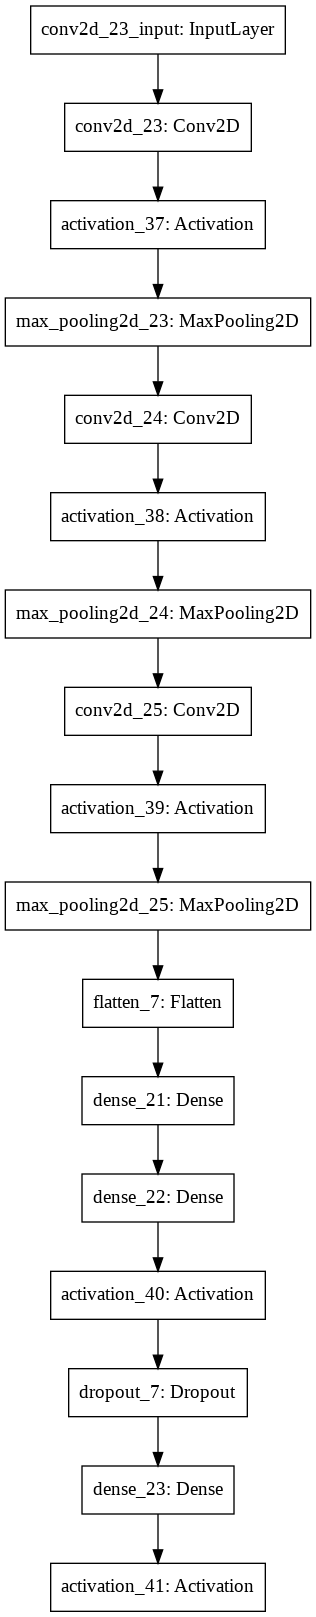 conv2d_23_input: InputLayer
conv2d_23: Conv2D
activation_37: Activation
max_pooling2d_23: MaxPooling2D
conv2d_24: Conv2D
activation_38: Activation
max_pooling2d_24: MaxPooling2D
conv2d_25: Conv2D
activation_39: Activation
max_pooling2d_25: MaxPooling2D
flatten_7: Flatten
dense_21: Dense
dense_22: Dense
activation_40: Activation
dropout_7: Dropout
dense_23: Dense
activation_41: Activation